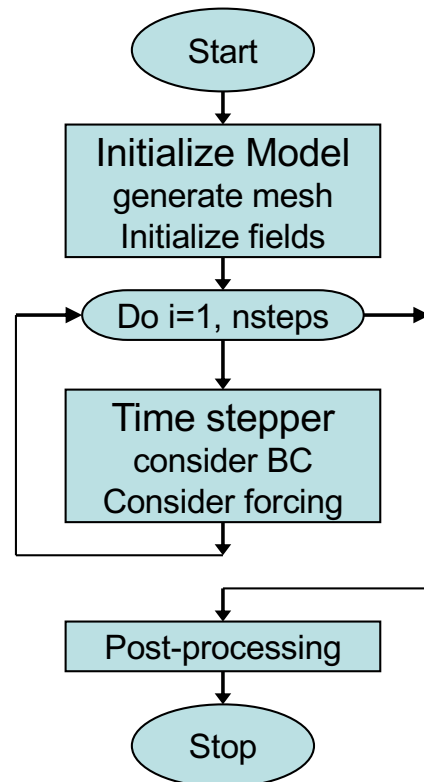 Start
Initialize Model
generate mesh
Initialize fields
Do i=1, nsteps
Time stepper
consider BC
Consider forcing
Post-processing
Stop